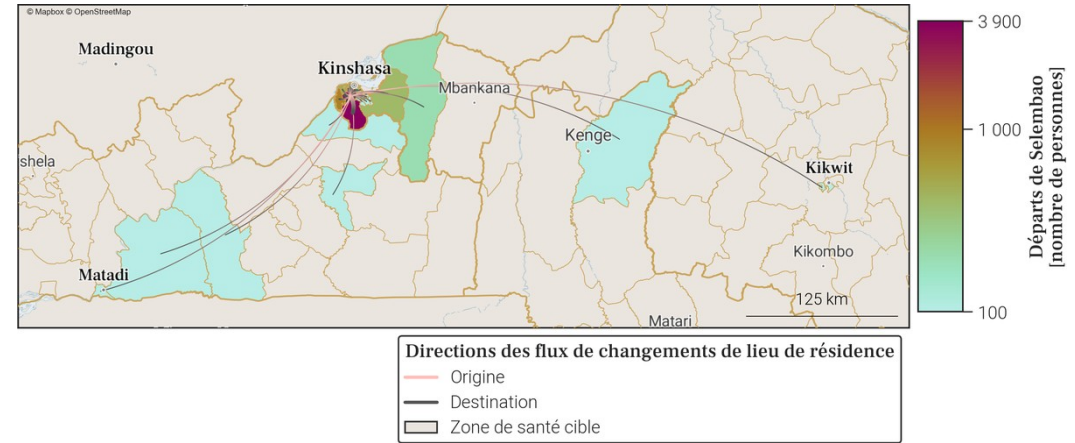 © Mapbox © OpenStreetMap
Madingou
Kinshasa
Mbankana
Kenge
shela
Kikwit
Kikombo
Matadi
125 km
Matari
3 900
1 000
100
Départs de Selembao
[nombre de personnes]
Directions des flux de changements de lieu de résidence
Origine
Destination
Zone de santé cible